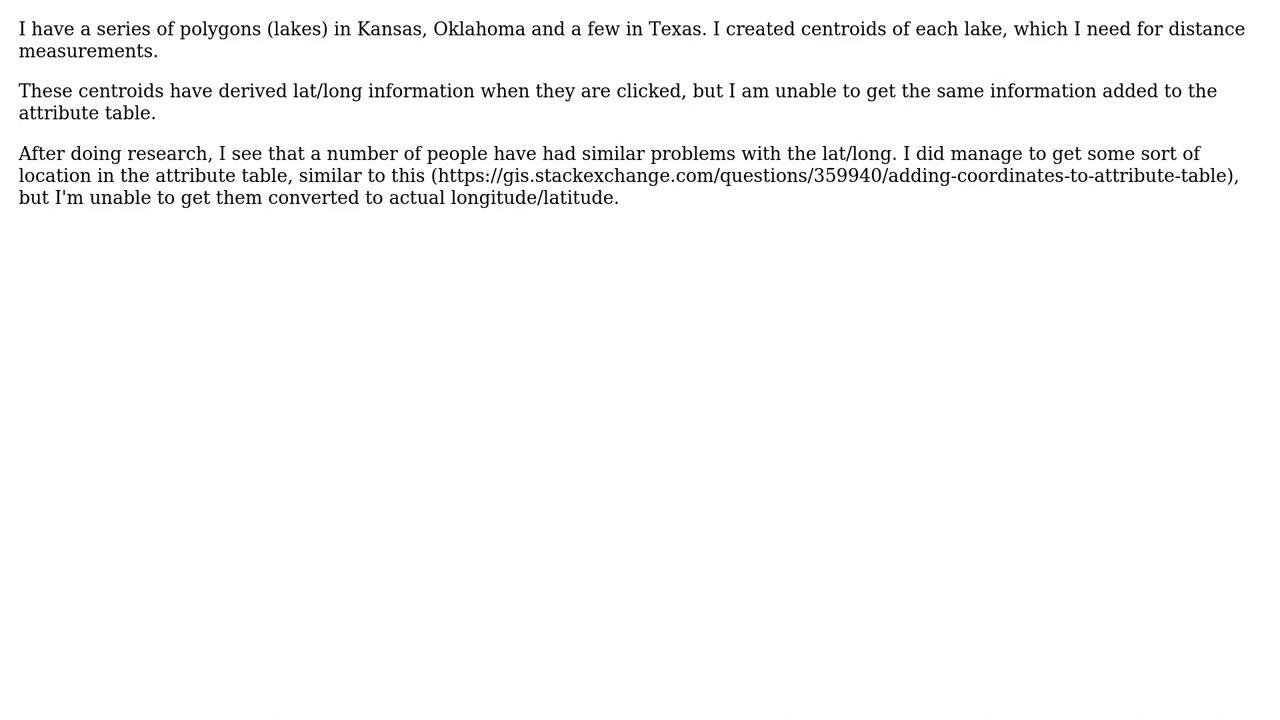 I have a series of polygons (lakes) in Kansas, Oklahoma and a few in Texas. I created centroids of each lake, which I need for distance
measurements.
These centroids have derived lat/long information when they are clicked, but I am unable to get the same information added to the
attribute table.
After doing research, I see that a number of people have had similar problems with the lat/long. I did manage to get some sort of
location in the attribute table, similar to this (https://gis.stackexchange.com/questions/359940/adding-coordinates-to-attribute-table),
but I'm unable to get them converted to actual longitude/latitude.